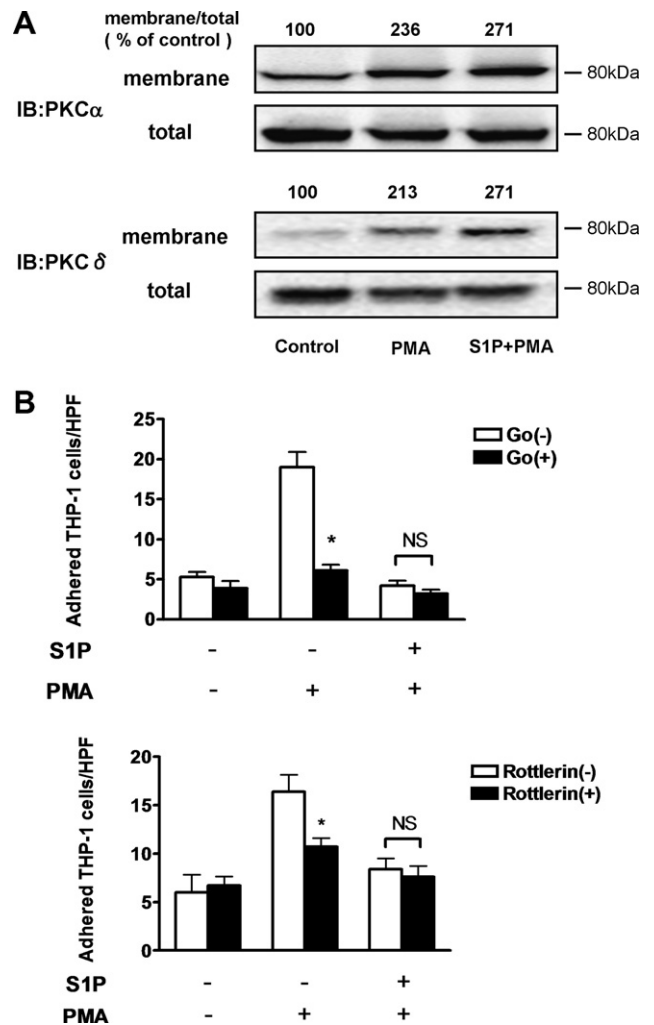 A
membrane/total
( % of control )
100 236 271
IB:PKCα
membrane
80kDa
total
80kDa
100 213 271
IB:PKC δ
membrane
80kDa
total
80kDa
Control PMA S1P+PMA
B
Adhered THP-1 cells/HPF
25
20
15
10
5
0
Go(-)
Go(+)
*
NS
S1P - - +
PMA - + +
Adhered THP-1 cells/HPF
20
15
10
5
0
Rottlerin(-)
Rottlerin(+)
*
NS
S1P - - +
PMA - + +